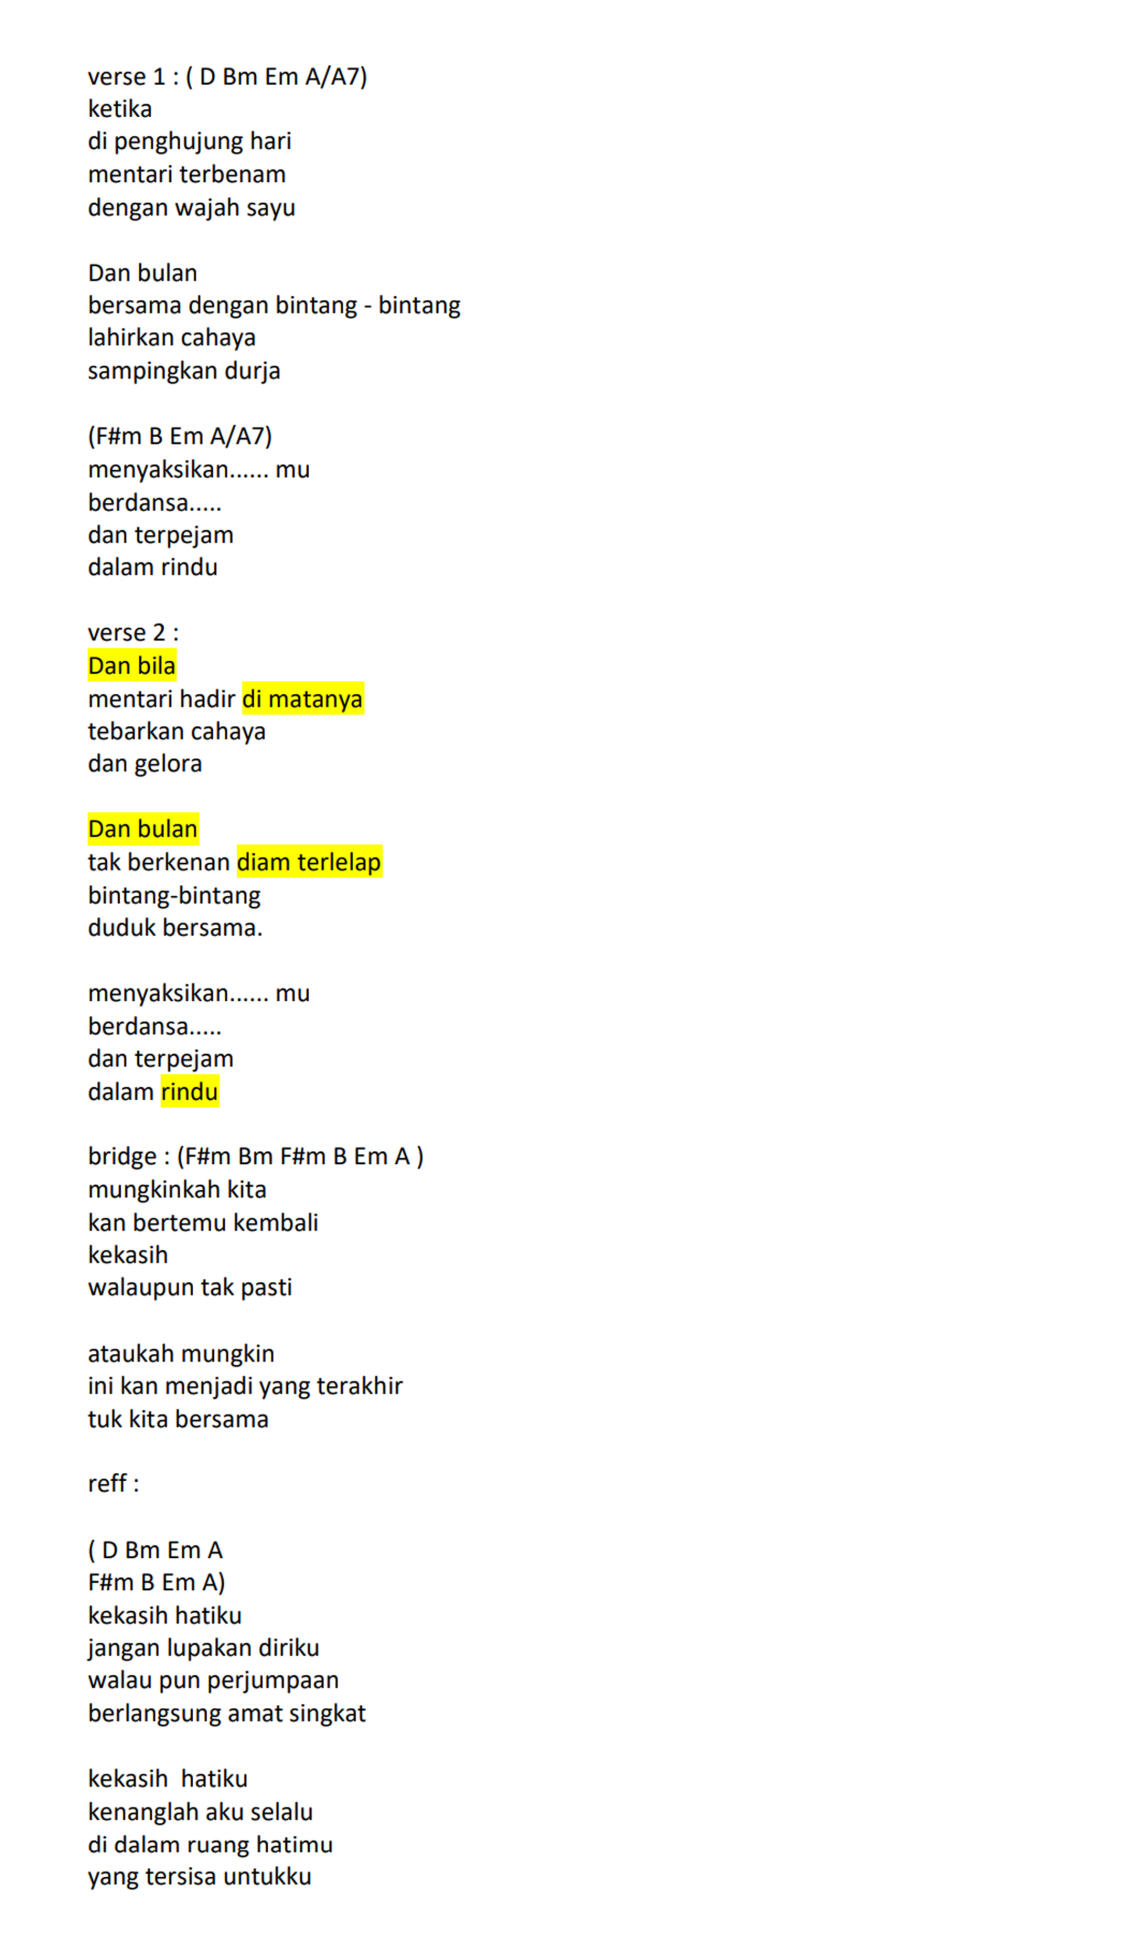 verse 1 : ( D Bm Em A/A7)
ketika
di penghujung hari
mentari terbenam
dengan wajah sayu
Dan bulan
bersama dengan bintang - bintang
lahirkan cahaya
sampingkan durja
(F#m B Em A/A7)
menyaksikan...... mu
berdansa.....
dan terpejam
dalam rindu
verse 2 :
Dan bila
mentari hadir di matanya
tebarkan cahaya
dan gelora
Dan bulan
tak berkenan diam terlelap
bintang-bintang
duduk bersama.
menyaksikan...... mu
berdansa.....
dan terpejam
dalam rindu
bridge : (F#m Bm F#m B Em A )
mungkinkah kita
kan bertemu kembali
kekasih
walaupun tak pasti
ataukah mungkin
ini kan menjadi yang terakhir
tuk kita bersama
reff :
( D Bm Em A
F#m B Em A)
kekasih hatiku
jangan lupakan diriku
walau pun perjumpaan
berlangsung amat singkat
kekasih  hatiku
kenanglah aku selalu
di dalam ruang hatimu
yang tersisa untukku